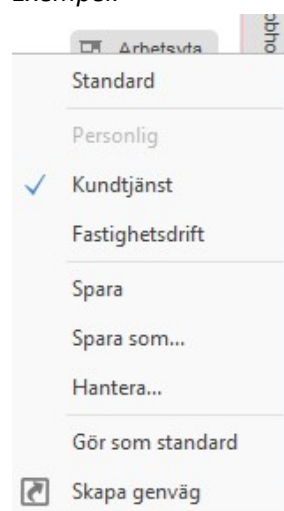 Exempel:
Arbetsyta
Standard
Personlig
Kundtjänst
Fastighetsdrift
Spara
Spara som...
Hantera...
Gör som standard
Skapa genväg